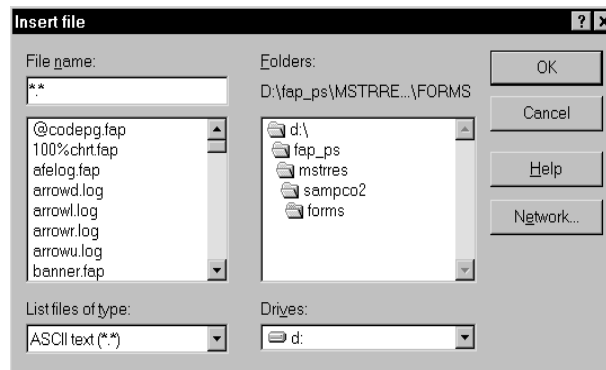 Insert file
File name:
*.*
@codepg.fap
100%chrt.fap
afelog.fap
arrowd.log
arrowl.log
arrowr.log
arrowu.log
banner.fap
List files of type:
ASCII text (*.*)
Folders:
D:\fap_ps\MSTRRE...\FORMS
d:\
fap_ps
mstrres
sampco2
forms
Drives:
d:
OK
Cancel
Help
Network...